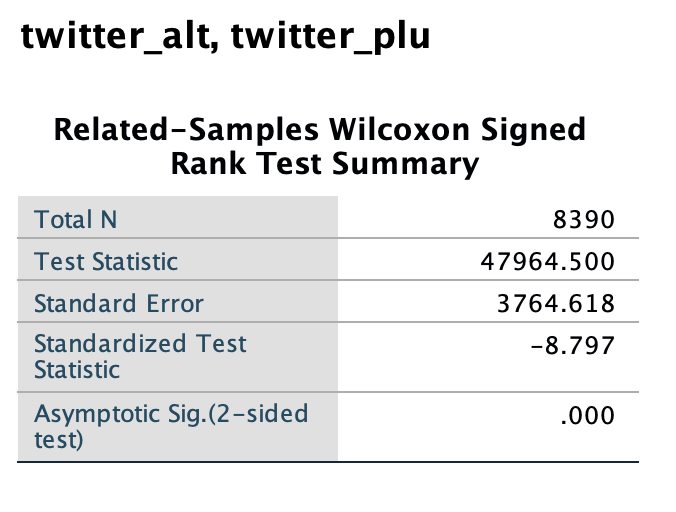 twitter_alt, twitter_plu
Related-Samples Wilcoxon Signed
Rank Test Summary
Total N 8390
Test Statistic 47964.500
Standard Error 3764.618
Standardized Test
Statistic -8.797
Asymptotic Sig.(2-sided
test) .000